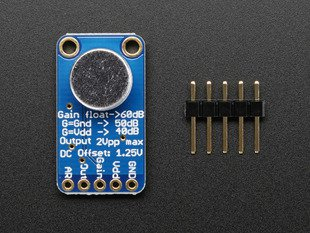 Gain float->60dB
G=Gnd -> 50dB
G=Vdd -> 40dB
Output 2Vpp max
DC Offset: 1.25V
AR
Out
Gain
Vdd
GND